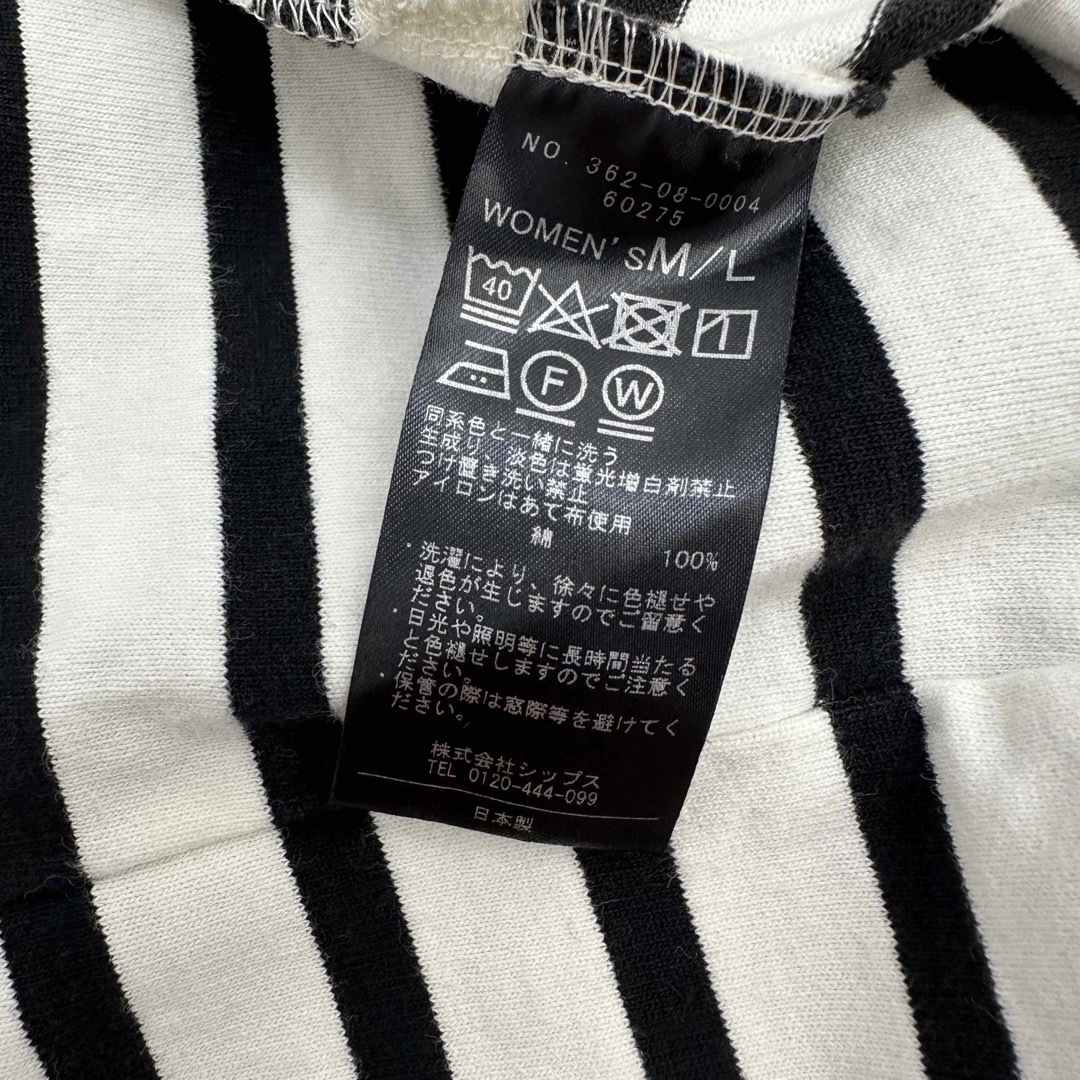 NO. 362-08-0004
60275
WOMEN'SM/L
40
F W
同系色と一緒に洗う
生成り、淡色は蛍光増白剤禁止
つけ置き洗い禁止
アイロンはあて布使用
綿 100%
・洗濯により、徐々に色褪せや
退色が生じますのでご留意く
ださい。
・日光や照明等に長時間当たる
と色褪せしますのでご注意く
ださい。
・保管の際は窓際等を避けてく
ださい。
株式会社シップス
TEL 0120-444-099
日本製